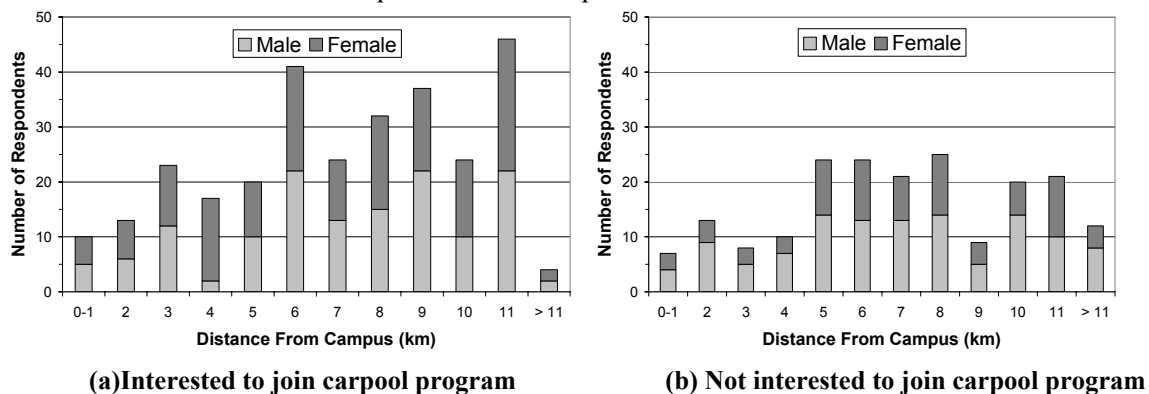 50
40
30
20
10
0
Number of Respondents
Male Female
0-1 2 3 4 5 6 7 8 9 10 11 > 11
Distance From Campus (km)
(a)Interested to join carpool program
50
40
30
20
10
0
Number of Respondents
Male Female
0-1 2 3 4 5 6 7 8 9 10 11 > 11
Distance From Campus (km)
(b) Not interested to join carpool program